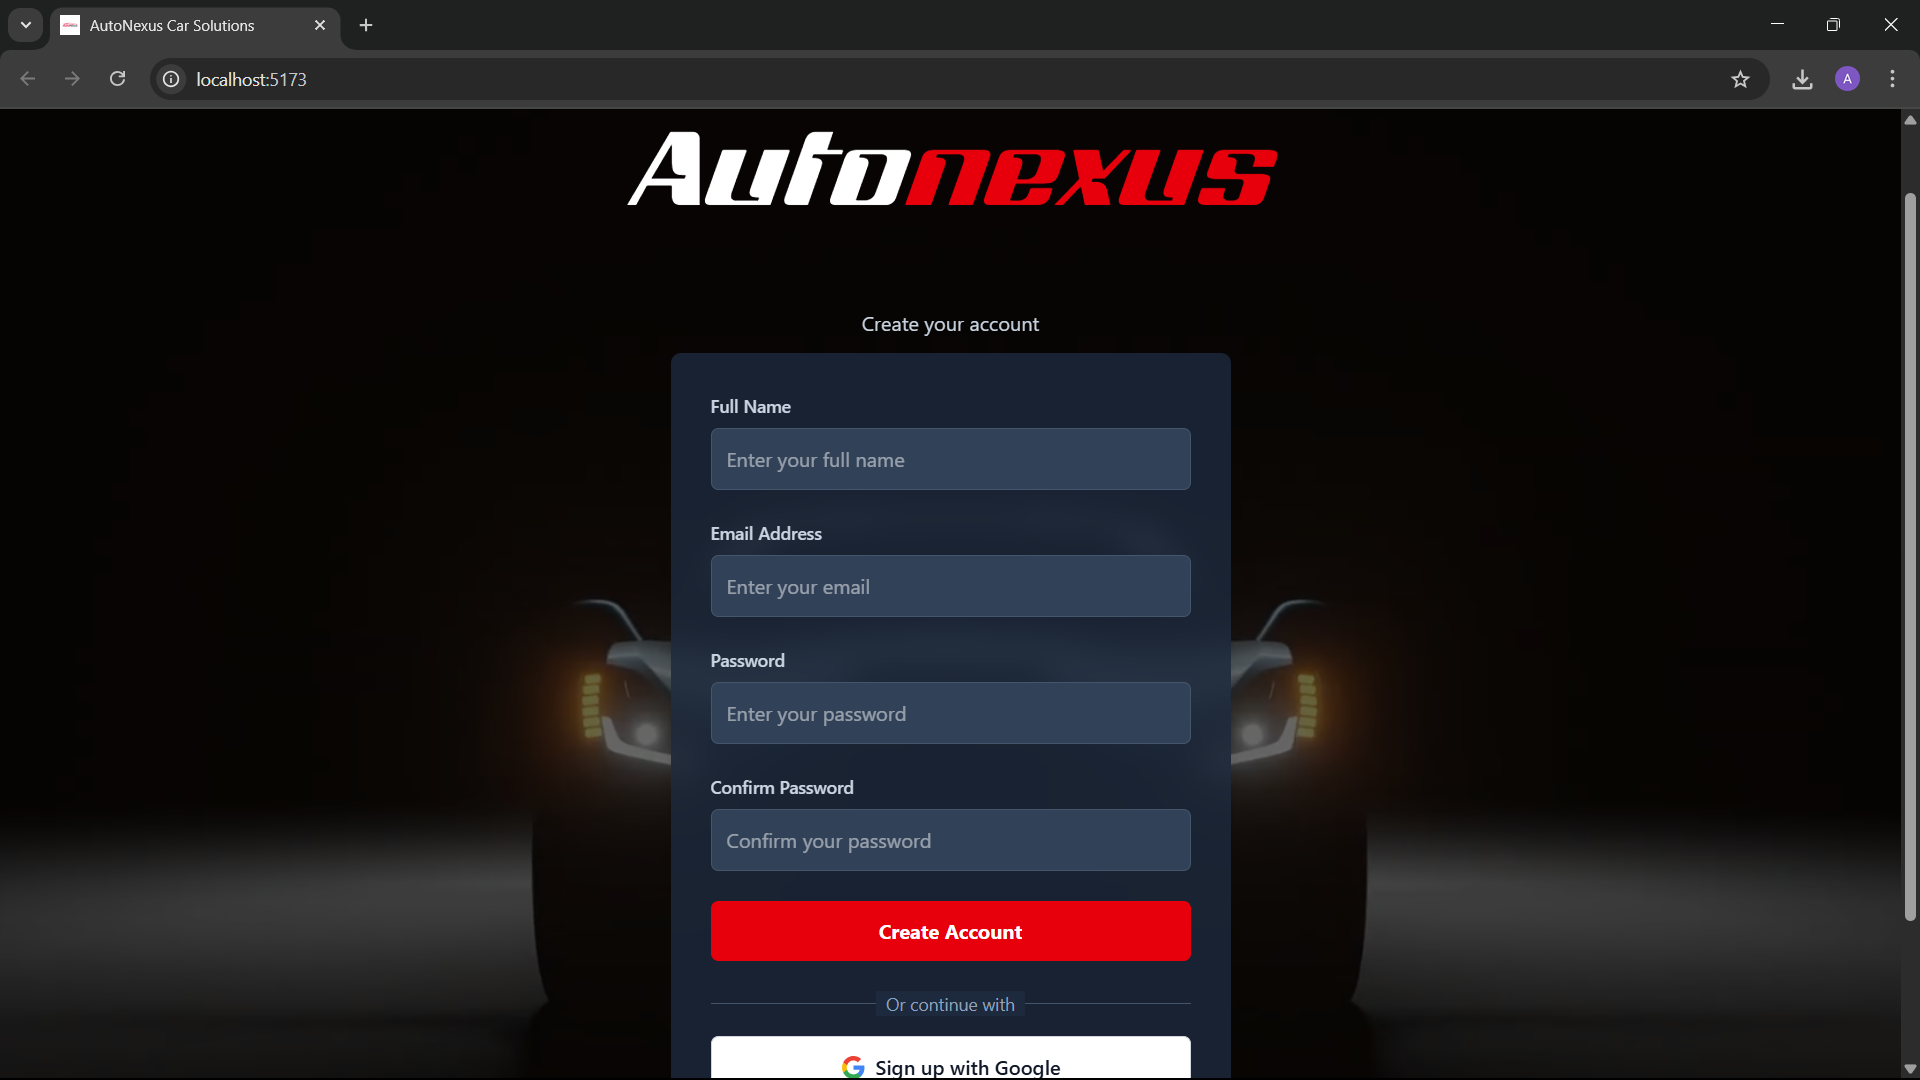 AutoNexus Car Solutions
localhost:5173
A
Autonexus
Create your account
Full Name
Enter your full name
Email Address
Enter your email
Password
Enter your password
Confirm Password
Confirm your password
Create Account
Or continue with
Sign up with Google